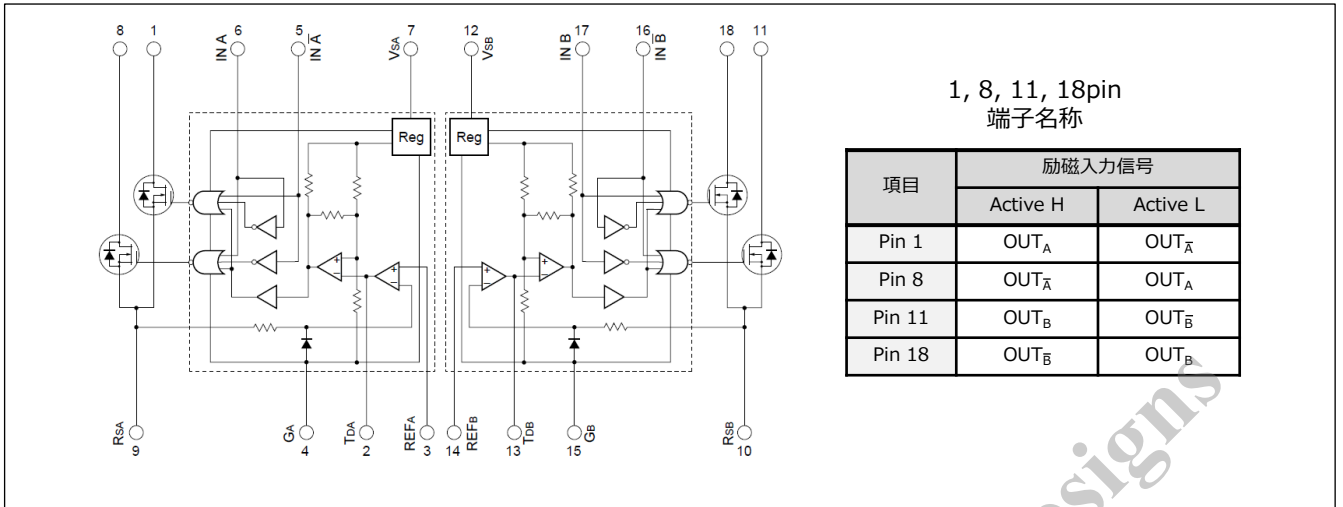 8 1 6 5 7 12 17 16 18 11
IN A IN A̅ VSA VSB IN B IN B̅
Reg Reg
RSA GA TDA REFA REFB TDB GB RSB
9 4 2 3 14 13 15 10
1, 8, 11, 18pin
端子名称
項目 励磁入力信号
Active H Active L
Pin 1 OUTA OUTA̅
Pin 8 OUTA̅ OUTA
Pin 11 OUTB OUTB̅
Pin 18 OUTB̅ OUTB